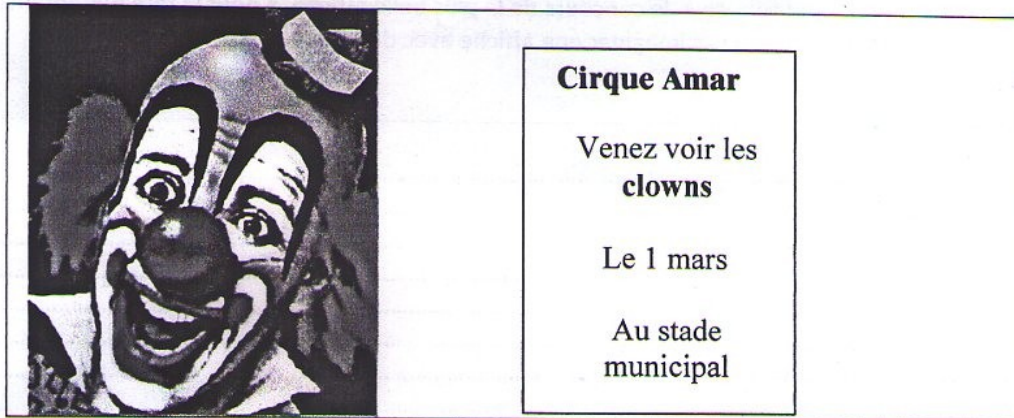 Cirque Amar
Venez voir les
clowns
Le 1 mars
Au stade
municipal